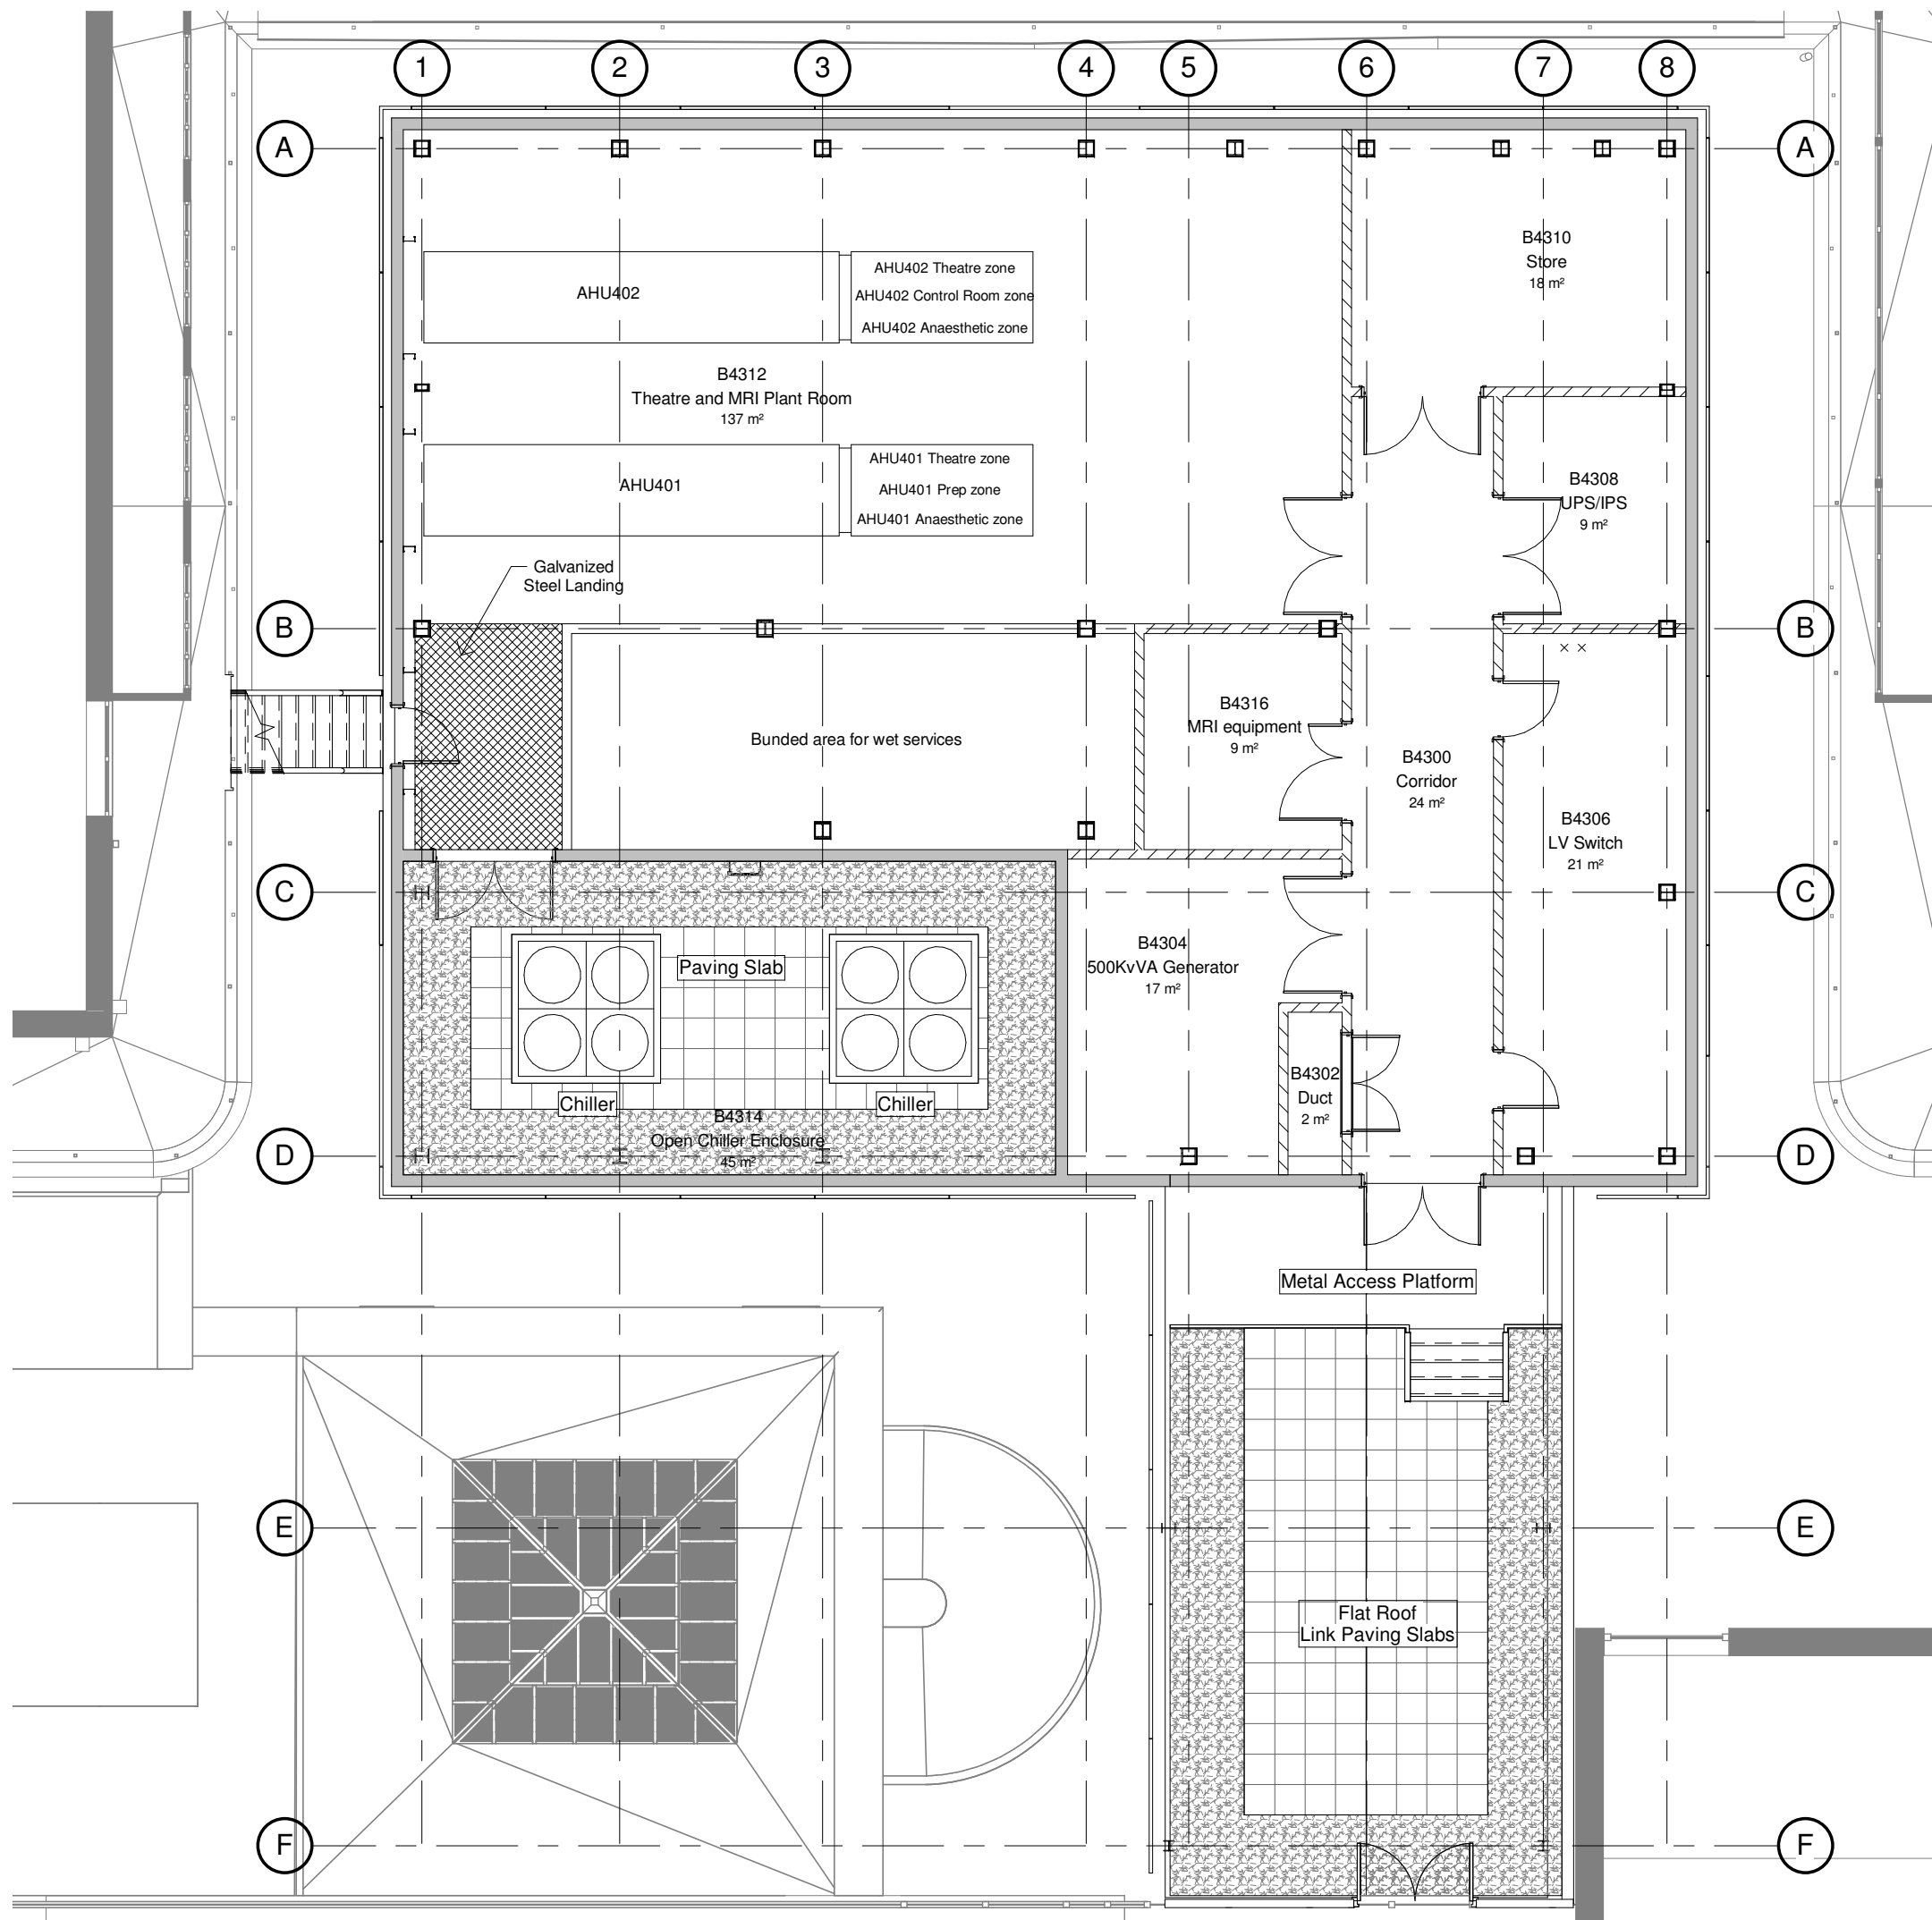 1 2 3 4 5 6 7 8
A A
B4310
Store
18 m²
AHU402
AHU402 Theatre zone
AHU402 Control Room zone
AHU402 Anaesthetic zone
B4312
Theatre and MRI Plant Room
137 m²
AHU401
AHU401 Theatre zone
AHU401 Prep zone
AHU401 Anaesthetic zone
B4308
UPS/IPS
9 m²
Galvanized
Steel Landing
B B
B4316
MRI equipment
9 m²
Bunded area for wet services
B4300
Corridor
24 m²
B4306
LV Switch
21 m²
C C
B4304
500KvVA Generator
17 m²
Paving Slab
Chiller
Chiller
B4302
Duct
2 m²
B4314
Open Chiller Enclosure
45 m²
D D
Metal Access Platform
E E
Flat Roof
Link Paving Slabs
F F